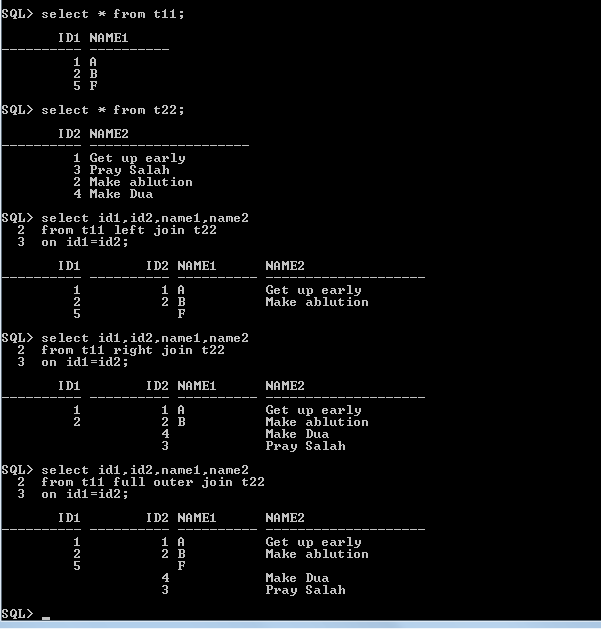 SQL> select * from t11;
ID1 NAME1
---------- ----------
1 A
2 B
5 F
SQL> select * from t22;
ID2 NAME2
---------- --------------------
1 Get up early
3 Pray Salah
2 Make ablution
4 Make Dua
SQL> select id1,id2,name1,name2
2 from t11 left join t22
3 on id1=id2;
ID1 ID2 NAME1 NAME2
---------- ---------- ---------- --------------------
1 1 A Get up early
2 2 B Make ablution
5 F
SQL> select id1,id2,name1,name2
2 from t11 right join t22
3 on id1=id2;
ID1 ID2 NAME1 NAME2
---------- ---------- ---------- --------------------
1 1 A Get up early
2 2 B Make ablution
4 Make Dua
3 Pray Salah
SQL> select id1,id2,name1,name2
2 from t11 full outer join t22
3 on id1=id2;
ID1 ID2 NAME1 NAME2
---------- ---------- ---------- --------------------
1 1 A Get up early
2 2 B Make ablution
5 F
4 Make Dua
3 Pray Salah
SQL> _